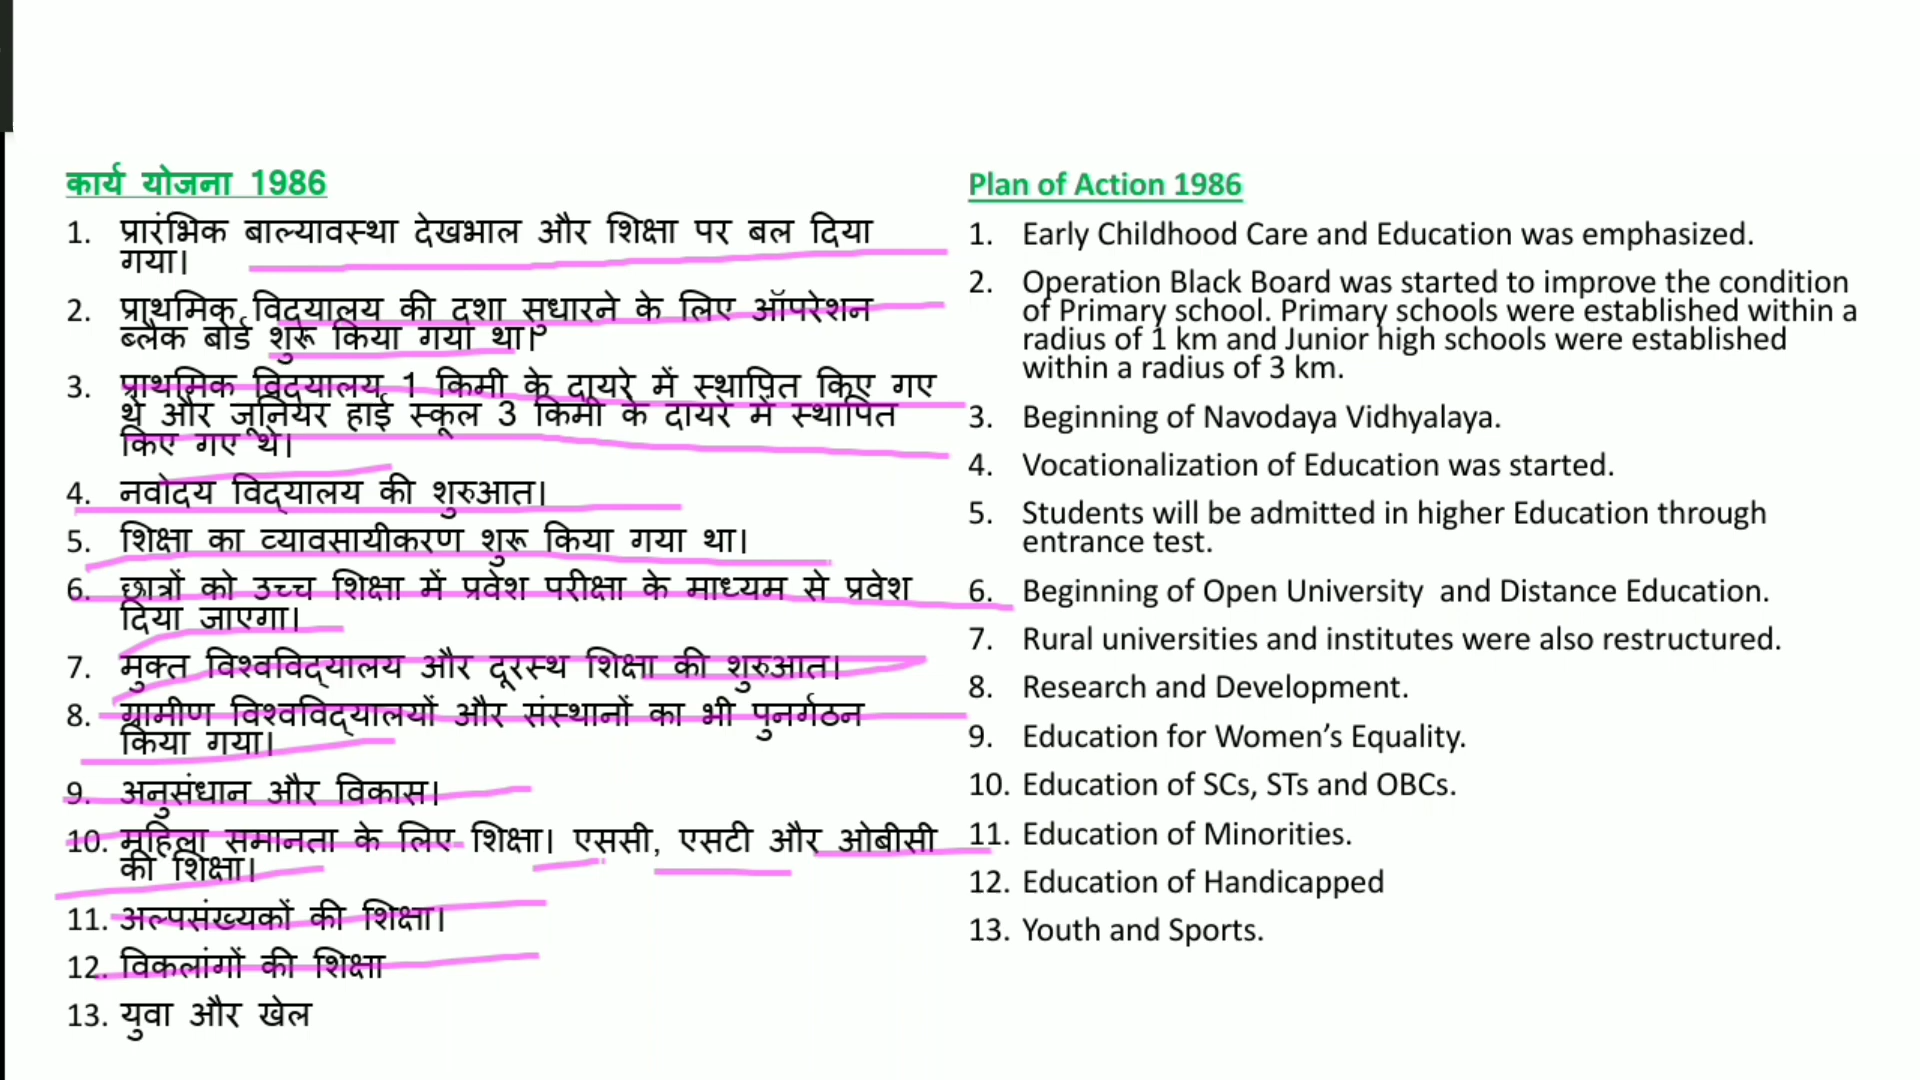 कार्य योजना 1986
1. प्रारंभिक बाल्यावस्था देखभाल और शिक्षा पर बल दिया
गया।
2. प्राथमिक विद्यालय की दशा सुधारने के लिए ऑपरेशन
ब्लैक बोर्ड शुरू किया गया था।
3. प्राथमिक विद्यालय 1 किमी के दायरे में स्थापित किए गए
थे और जूनियर हाई स्कूल 3 किमी के दायरे में स्थापित
किए गए थे।
4. नवोदय विद्यालय की शुरुआत।
5. शिक्षा का व्यावसायीकरण शुरू किया गया था।
6. छात्रों को उच्च शिक्षा में प्रवेश परीक्षा के माध्यम से प्रवेश
दिया जाएगा।
7. मुक्त विश्वविद्यालय और दूरस्थ शिक्षा की शुरुआत।
8. ग्रामीण विश्वविद्यालयों और संस्थानों का भी पुनर्गठन
किया गया।
9. अनुसंधान और विकास।
10. महिला समानता के लिए शिक्षा। एससी, एसटी और ओबीसी
की शिक्षा।
11. अल्पसंख्यकों की शिक्षा।
12. विकलांगों की शिक्षा
13. युवा और खेल
Plan of Action 1986
1. Early Childhood Care and Education was emphasized.
2. Operation Black Board was started to improve the condition
of Primary school. Primary schools were established within a
radius of 1 km and Junior high schools were established
within a radius of 3 km.
3. Beginning of Navodaya Vidhyalaya.
4. Vocationalization of Education was started.
5. Students will be admitted in higher Education through
entrance test.
6. Beginning of Open University and Distance Education.
7. Rural universities and institutes were also restructured.
8. Research and Development.
9. Education for Women’s Equality.
10. Education of SCs, STs and OBCs.
11. Education of Minorities.
12. Education of Handicapped
13. Youth and Sports.